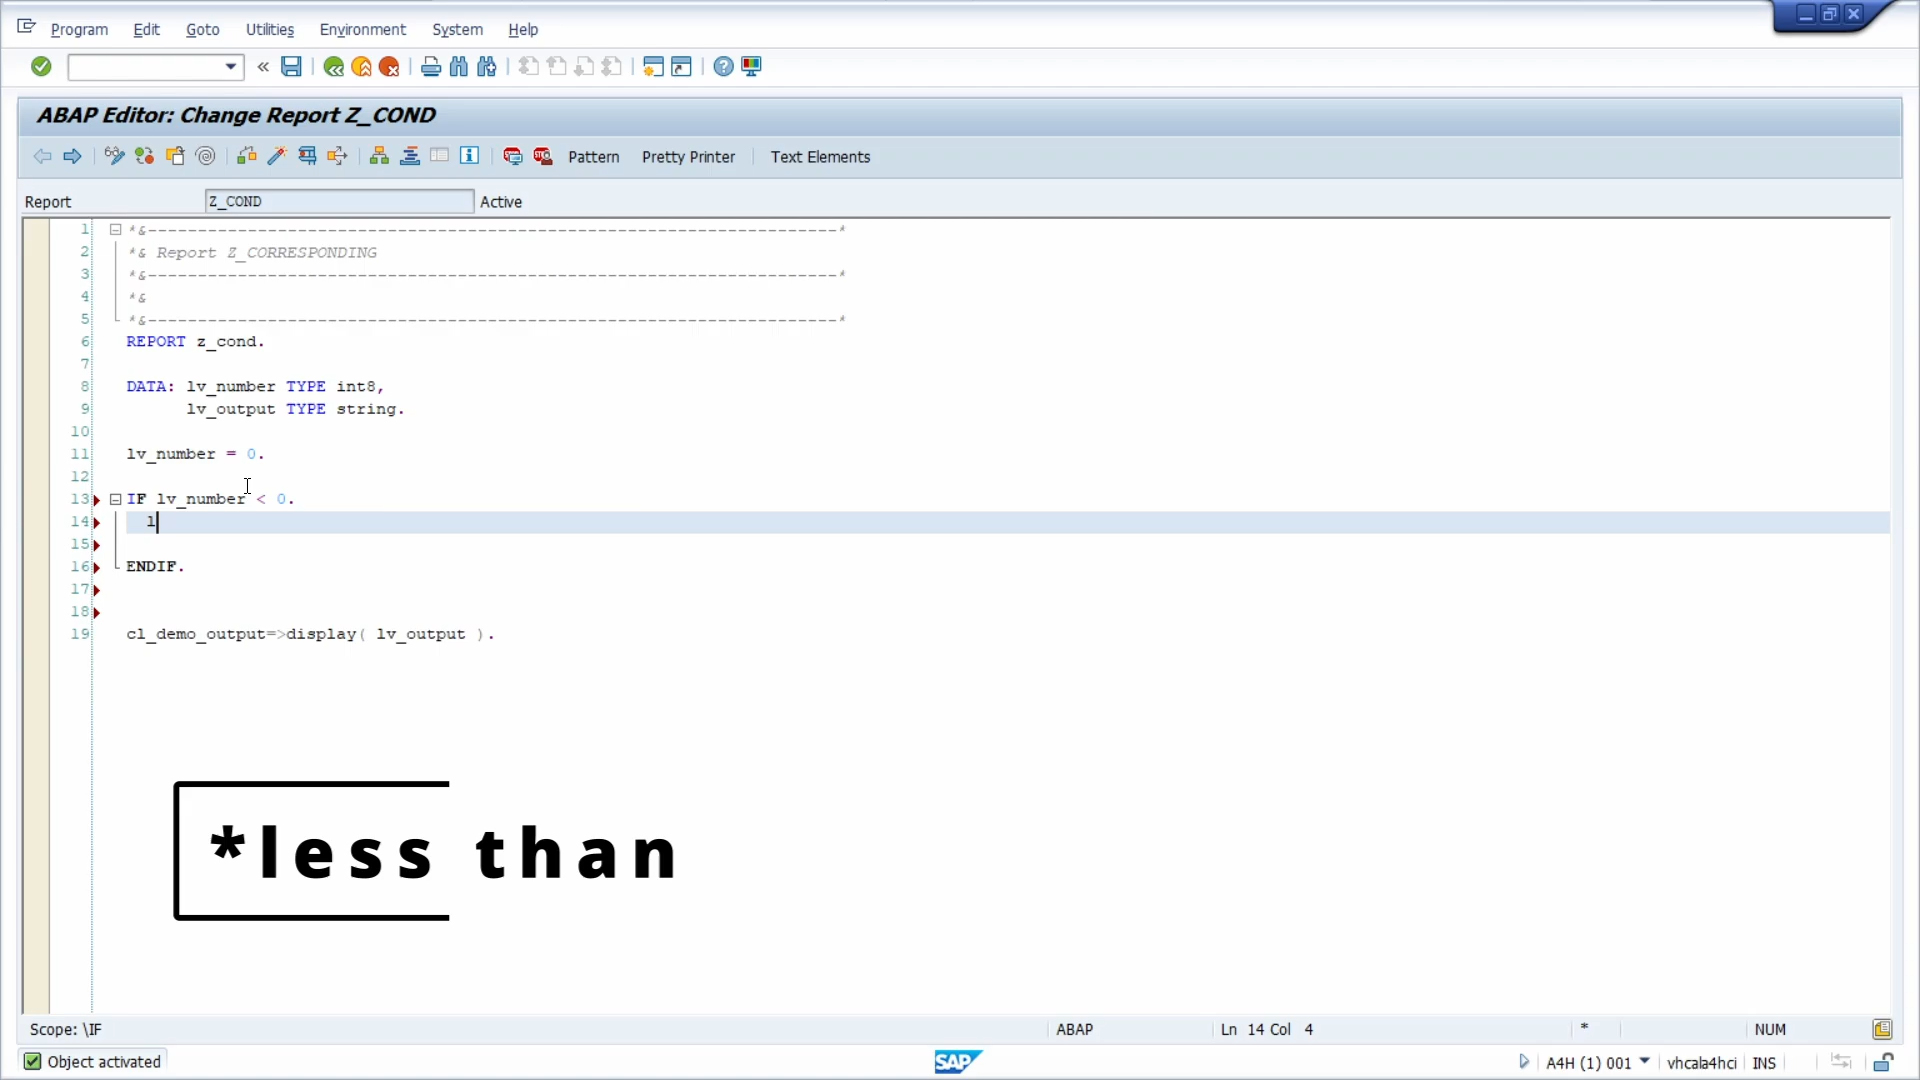 Program Edit Goto Utilities Environment System Help
ABAP Editor: Change Report Z_COND
Pattern Pretty Printer Text Elements
Report Z_COND Active
1 *&---------------------------------------------------------------------*
2 *& Report Z_CORRESPONDING
3 *&---------------------------------------------------------------------*
4 *&
5 *&---------------------------------------------------------------------*
6 REPORT z_cond.
7
8 DATA: lv_number TYPE int8,
9 lv_output TYPE string.
10
11 lv_number = 0.
12
13 IF lv_number < 0.
14 l
15
16 ENDIF.
17
18
19 cl_demo_output=>display( lv_output ).
*less than
Scope: \IF ABAP Ln 14 Col 4 * NUM
Object activated SAP A4H (1) 001 vhcala4hci INS